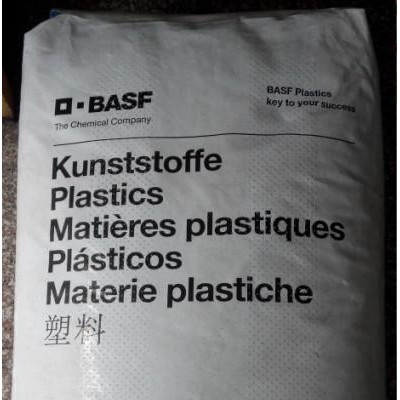 BASF
The Chemical Company
BASF Plastics
key to your success
Kunststoffe
Plastics
Matières plastiques
Plásticos
Materie plastiche
塑料